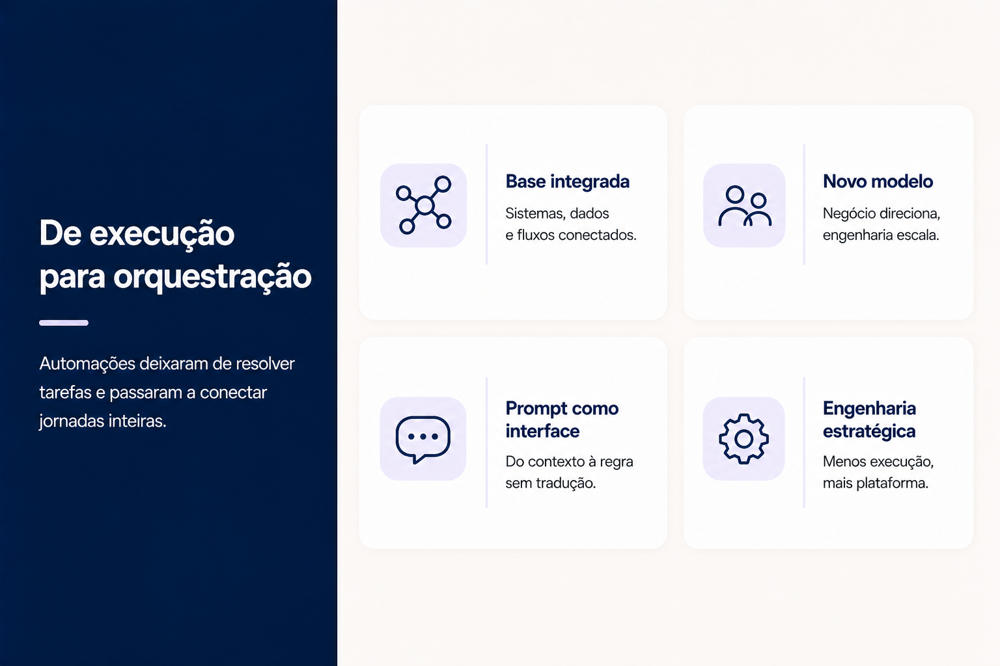 De execução
para orquestração
Automações deixaram de resolver
tarefas e passaram a conectar
jornadas inteiras.
Base integrada
Sistemas, dados
e fluxos conectados.
Novo modelo
Negócio direciona,
engenharia escala.
Prompt como
interface
Do contexto à regra
sem tradução.
Engenharia
estratégica
Menos execução,
mais plataforma.